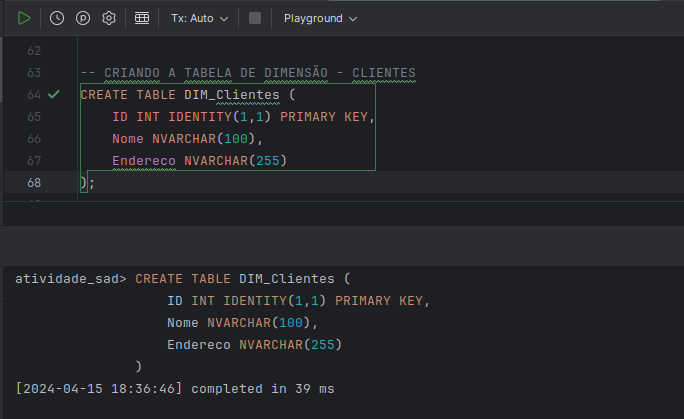 Tx: Auto Playground
62
63 -- CRIANDO A TABELA DE DIMENSÃO - CLIENTES
64 CREATE TABLE DIM_Clientes (
65 ID INT IDENTITY(1,1) PRIMARY KEY,
66 Nome NVARCHAR(100),
67 Endereco NVARCHAR(255)
68 );
atividade_sad> CREATE TABLE DIM_Clientes (
ID INT IDENTITY(1,1) PRIMARY KEY,
Nome NVARCHAR(100),
Endereco NVARCHAR(255)
)
[2024-04-15 18:36:46] completed in 39 ms